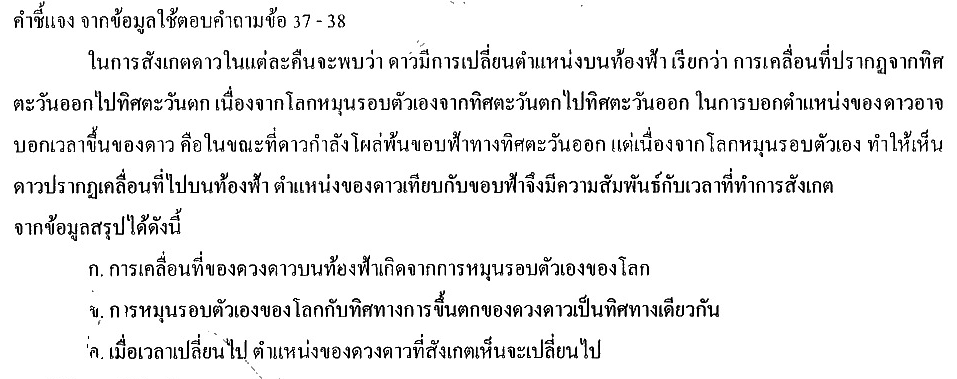 คำชี้แจง จากข้อมูลใช้ตอบคำถามข้อ 37 - 38
ในการสังเกตดาวในแต่ละคืนจะพบว่า ดาวมีการเปลี่ยนตำแหน่งบนท้องฟ้า เรียกว่า การเคลื่อนที่ปรากฏจากทิศ
ตะวันออกไปทิศตะวันตก เนื่องจากโลกหมุนรอบตัวเองจากทิศตะวันตกไปทิศตะวันออก ในการบอกตำแหน่งของดาวอาจ
บอกเวลาขึ้นของดาว คือในขณะที่ดาวกำลังโผล่พ้นขอบฟ้าทางทิศตะวันออก แต่เนื่องจากโลกหมุนรอบตัวเอง ทำให้เห็น
ดาวปรากฏเคลื่อนที่ไปบนท้องฟ้า ตำแหน่งของดาวเทียบกับขอบฟ้าจึงมีความสัมพันธ์กับเวลาที่ทำการสังเกต
จากข้อมูลสรุปได้ดังนี้
ก. การเคลื่อนที่ของดวงดาวบนท้องฟ้าเกิดจากการหมุนรอบตัวเองของโลก
ข. การหมุนรอบตัวเองของโลกกับทิศทางการขึ้นตกของดวงดาวเป็นทิศทางเดียวกัน
ค. เมื่อเวลาเปลี่ยนไป ตำแหน่งของดวงดาวที่สังเกตเห็นจะเปลี่ยนไป